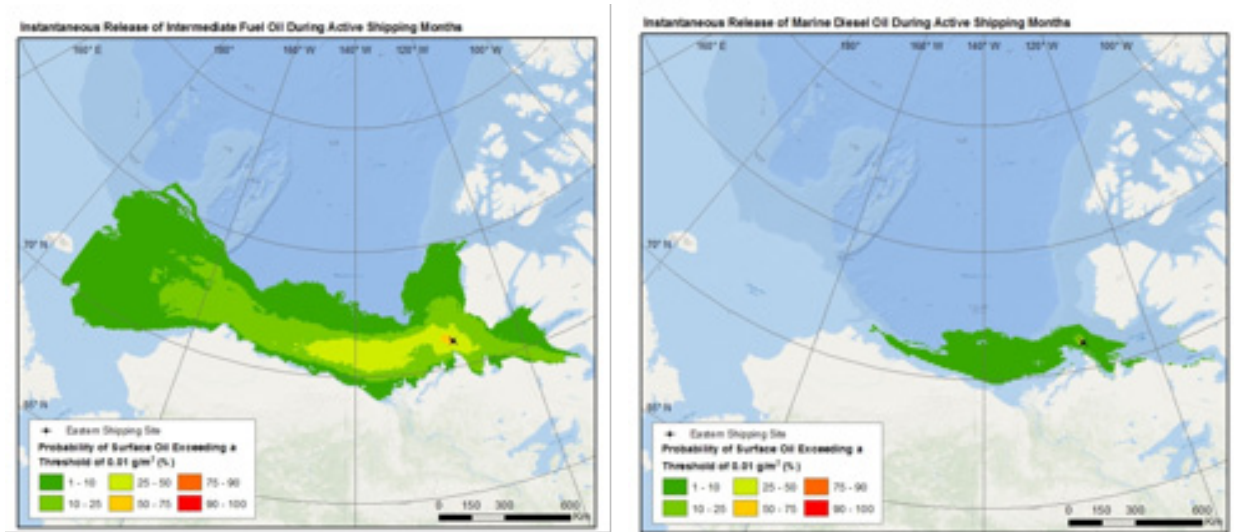 Instantaneous Release of Intermediate Fuel Oil During Active Shipping Months
160° E
180°
160° W
140° W
120° W
100° W
70° N
65° N
Eastern Shipping Site
Probability of Surface Oil Exceeding a
Threshold of 0.01 g/m² (%)
1 - 10
25 - 50
75 - 90
10 - 25
50 - 75
90 - 100
0 150 300 600
Km
Instantaneous Release of Marine Diesel Oil During Active Shipping Months
160° E
180°
160° W
140° W
120° W
100° W
70° N
65° N
Eastern Shipping Site
Probability of Surface Oil Exceeding a
Threshold of 0.01 g/m² (%)
1 - 10
25 - 50
75 - 90
10 - 25
50 - 75
90 - 100
0 150 300 600
Km